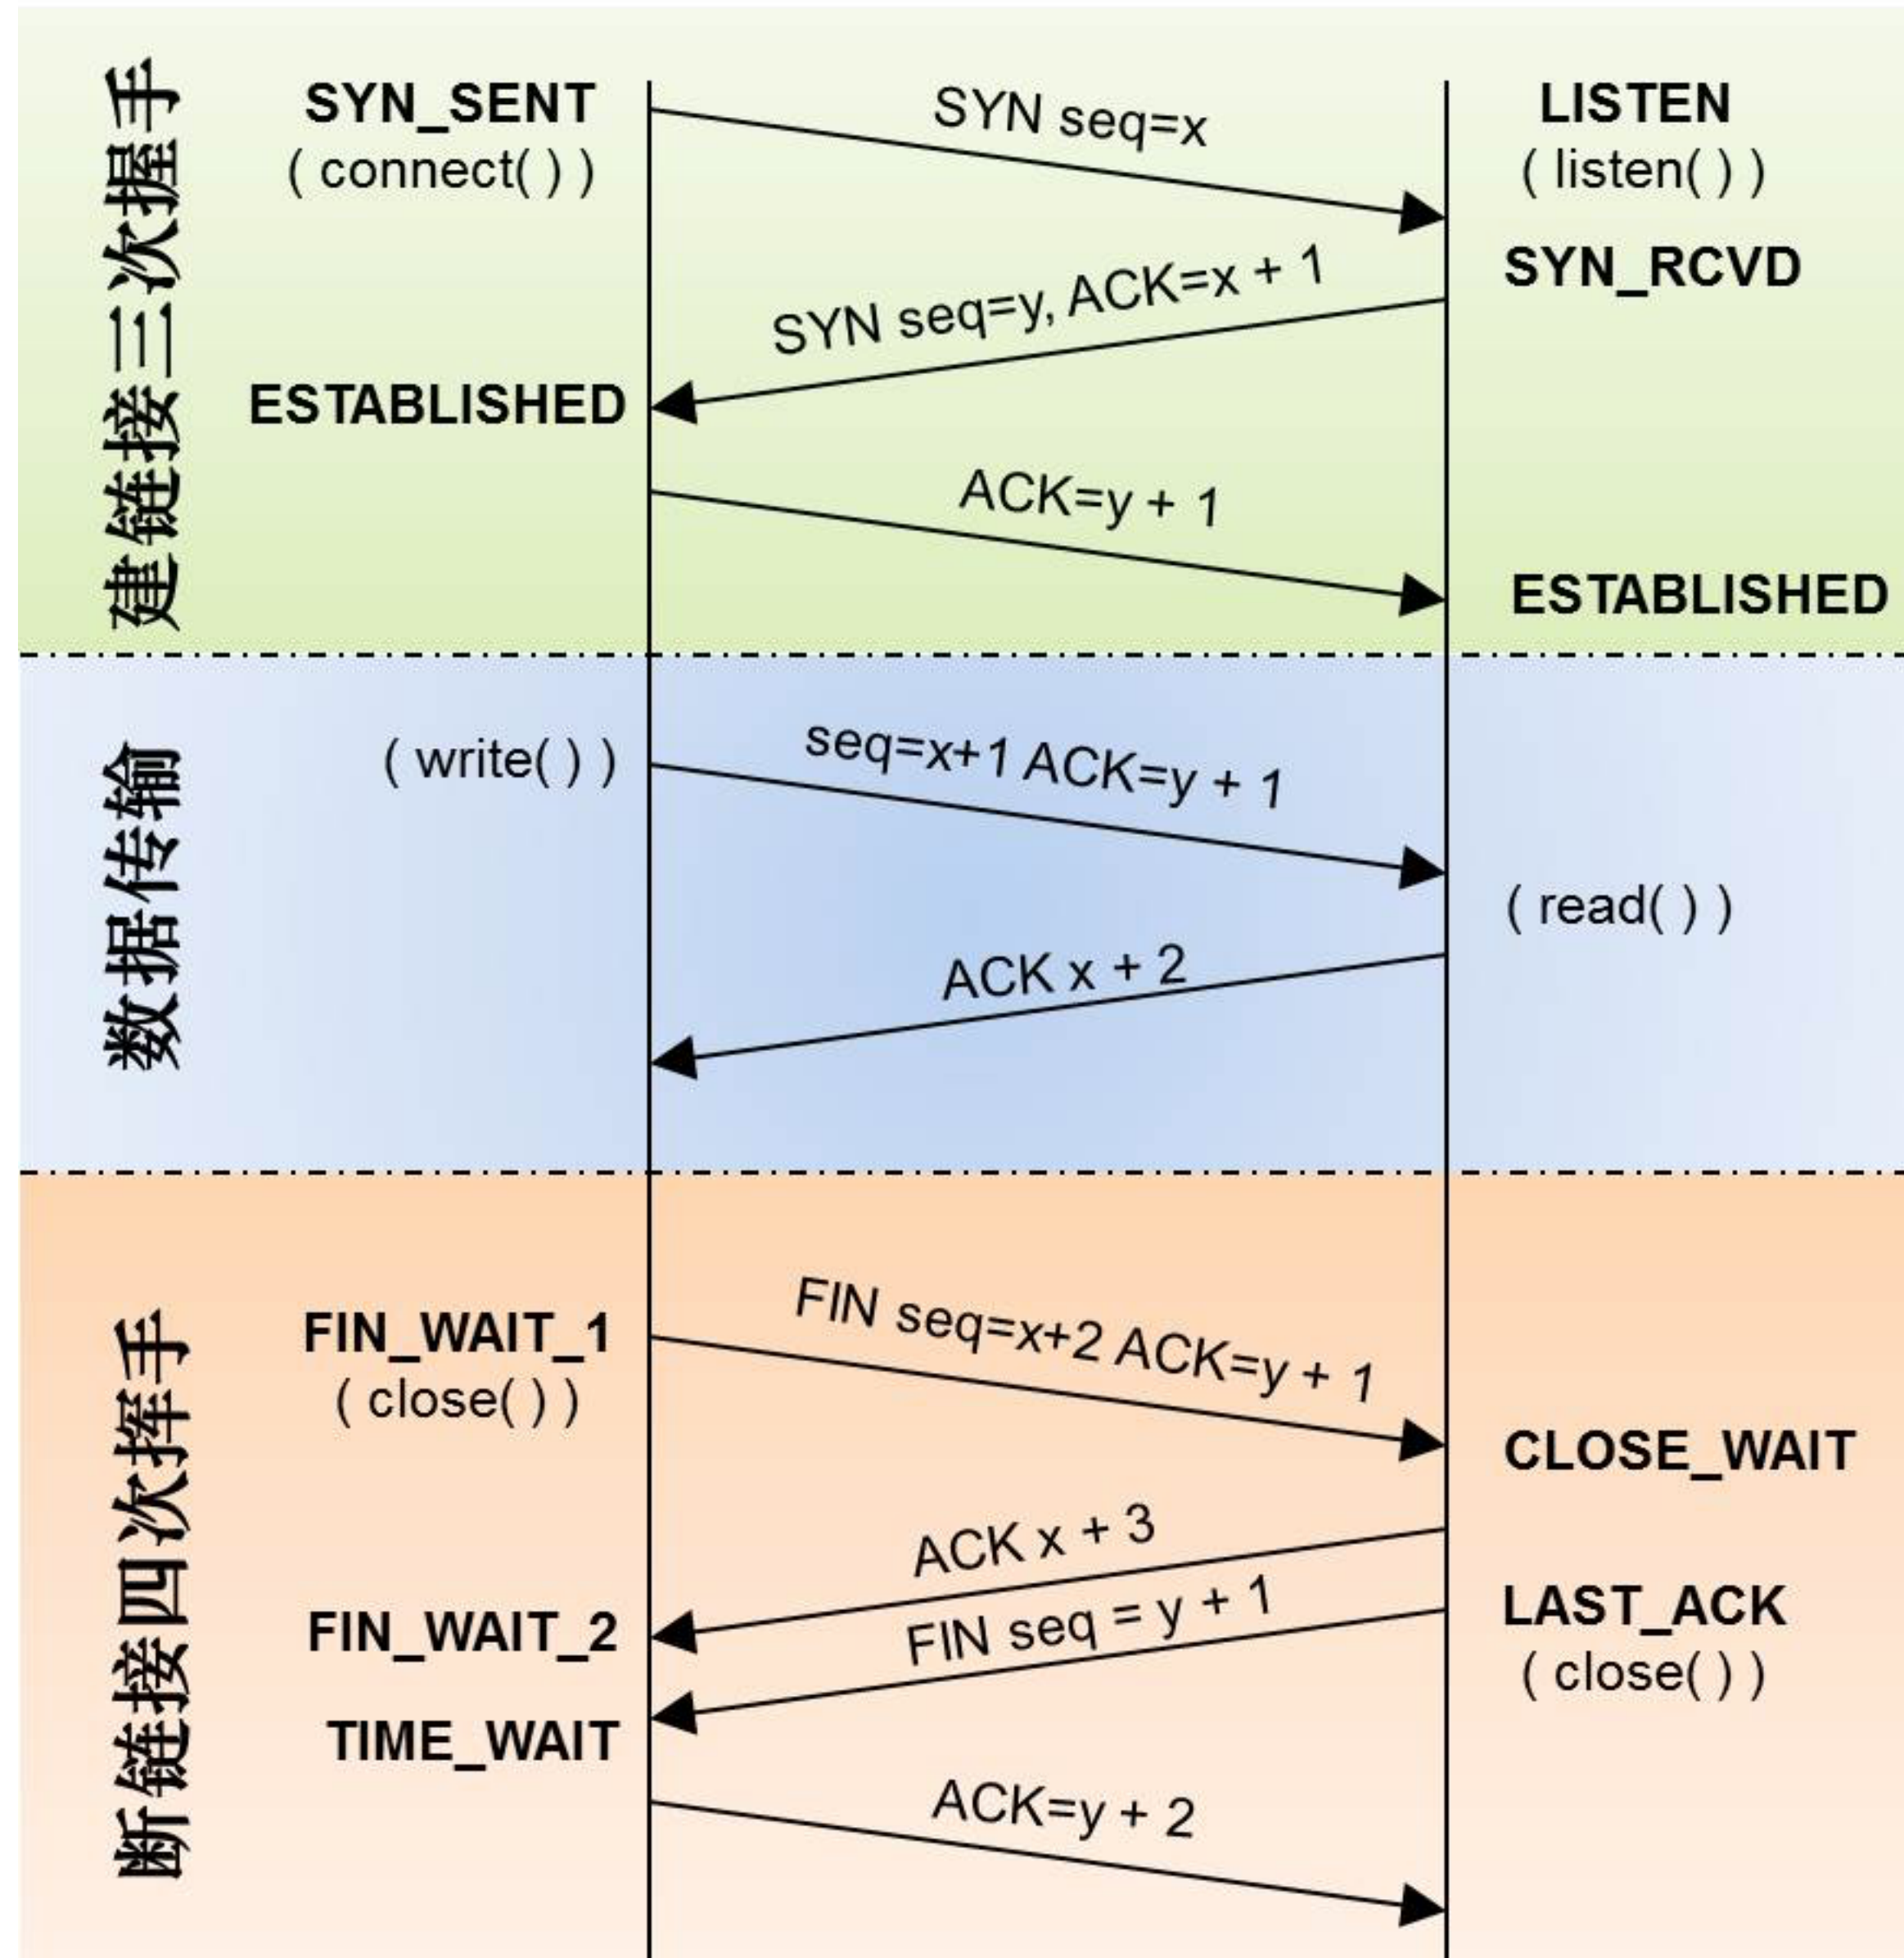 建链接三次握手
SYN_SENT
( connect( ) )
SYN seq=x
LISTEN
( listen( ) )
SYN_RCVD
SYN seq=y, ACK=x + 1
ESTABLISHED
ACK=y + 1
ESTABLISHED
数据传输
( write( ) )
seq=x+1 ACK=y + 1
( read( ) )
ACK x + 2
断链接四次挥手
FIN_WAIT_1
( close( ) )
FIN seq=x+2 ACK=y + 1
CLOSE_WAIT
ACK x + 3
FIN_WAIT_2
FIN seq = y + 1
LAST_ACK
( close( ) )
TIME_WAIT
ACK=y + 2